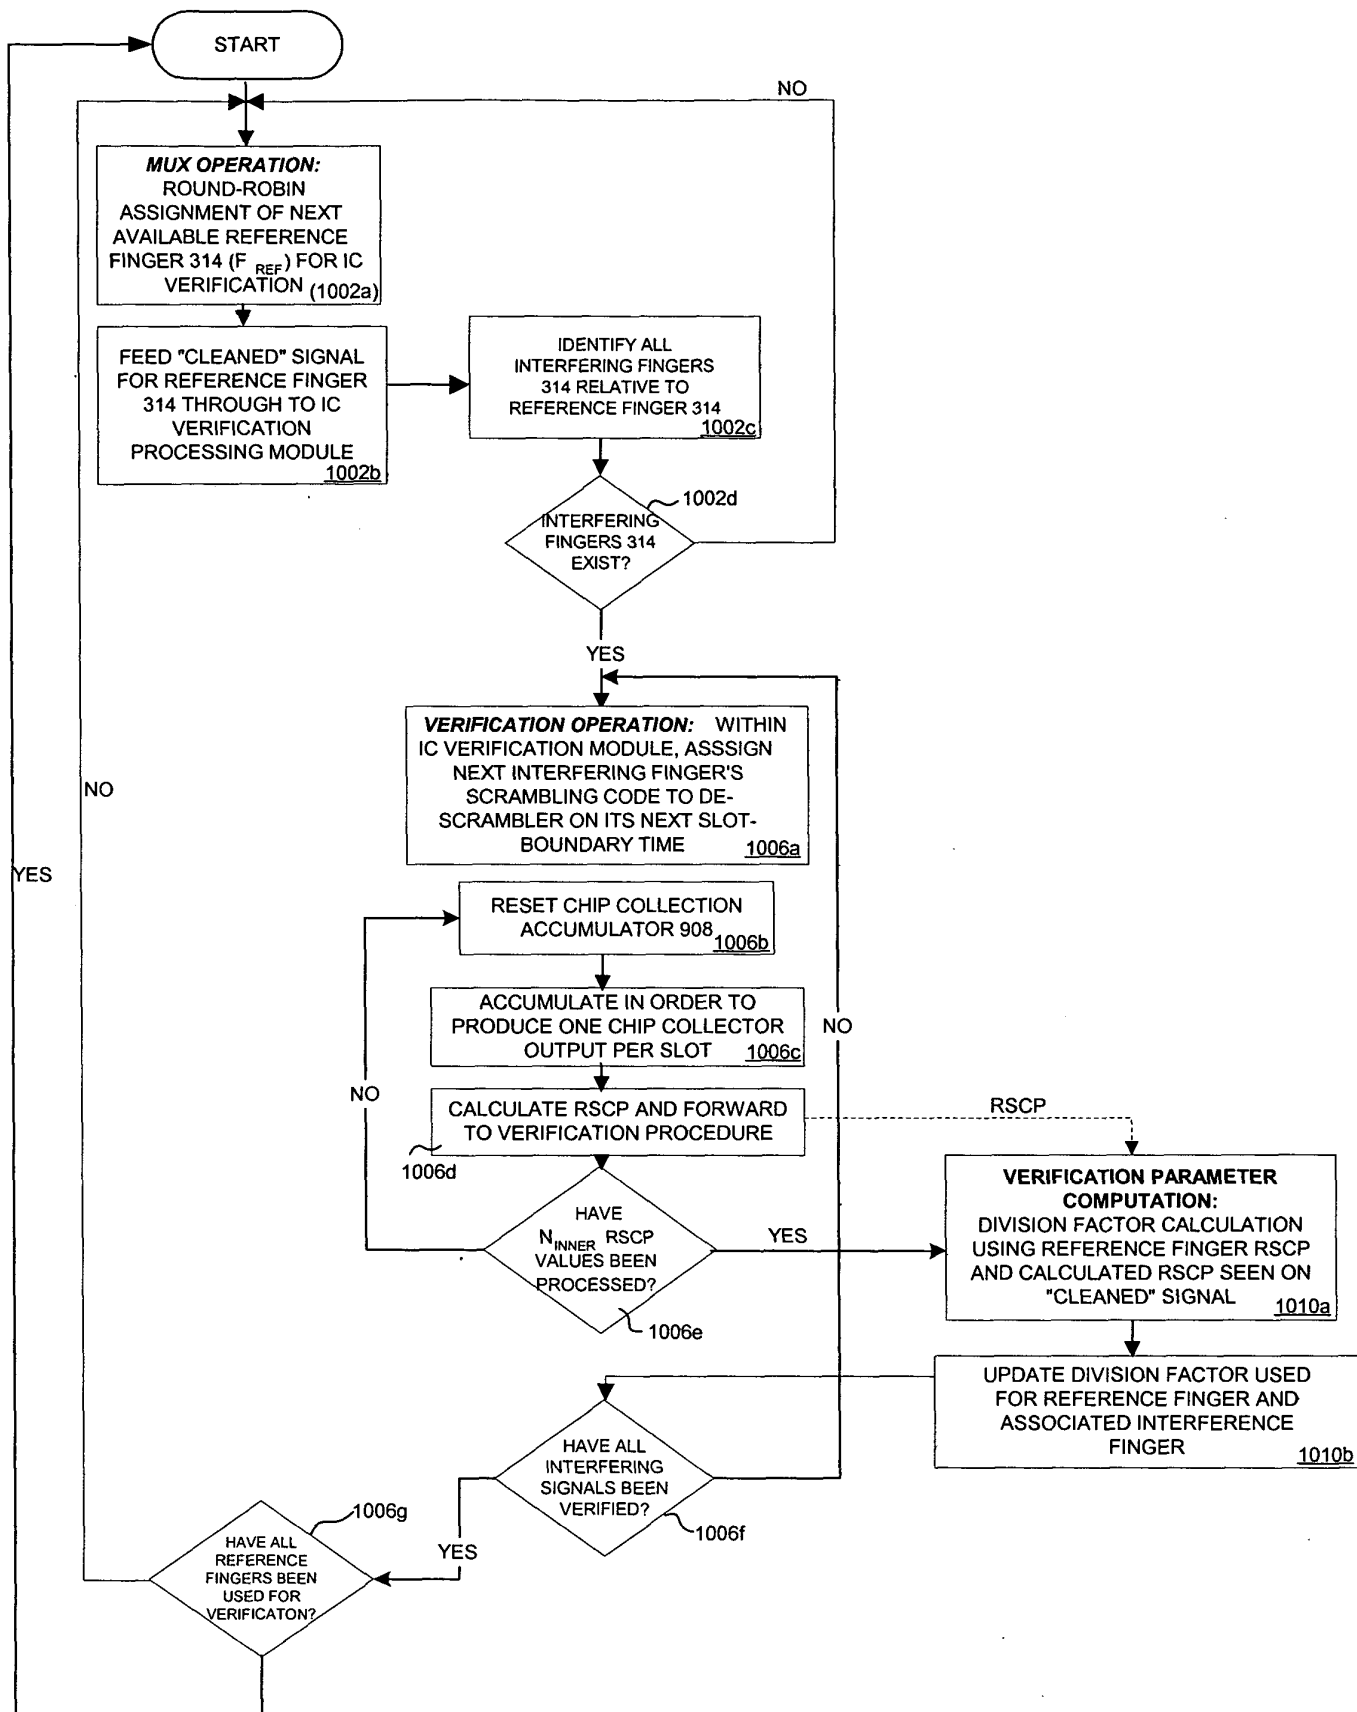 START
NO
MUX OPERATION:
ROUND-ROBIN
ASSIGNMENT OF NEXT
AVAILABLE REFERENCE
FINGER 314 (F REF) FOR IC
VERIFICATION (1002a)
FEED "CLEANED" SIGNAL
FOR REFERENCE FINGER
314 THROUGH TO IC
VERIFICATION
PROCESSING MODULE
1002b
IDENTIFY ALL
INTERFERING FINGERS
314 RELATIVE TO
REFERENCE FINGER 314
1002c
1002d
INTERFERING
FINGERS 314
EXIST?
YES
VERIFICATION OPERATION: WITHIN
IC VERIFICATION MODULE, ASSSIGN
NEXT INTERFERING FINGER'S
SCRAMBLING CODE TO DE-
SCRAMBLER ON ITS NEXT SLOT-
BOUNDARY TIME 1006a
NO
YES
RESET CHIP COLLECTION
ACCUMULATOR 908
1006b
ACCUMULATE IN ORDER TO
PRODUCE ONE CHIP COLLECTOR
OUTPUT PER SLOT 1006c
NO
NO
CALCULATE RSCP AND FORWARD
TO VERIFICATION PROCEDURE
1006d
RSCP
HAVE
NINNER RSCP
VALUES BEEN
PROCESSED?
1006e
YES
VERIFICATION PARAMETER
COMPUTATION:
DIVISION FACTOR CALCULATION
USING REFERENCE FINGER RSCP
AND CALCULATED RSCP SEEN ON
"CLEANED" SIGNAL 1010a
UPDATE DIVISION FACTOR USED
FOR REFERENCE FINGER AND
ASSOCIATED INTERFERENCE
FINGER 1010b
HAVE ALL
INTERFERING
SIGNALS BEEN
VERIFIED?
1006f
YES
1006g
HAVE ALL
REFERENCE
FINGERS BEEN
USED FOR
VERIFICATON?